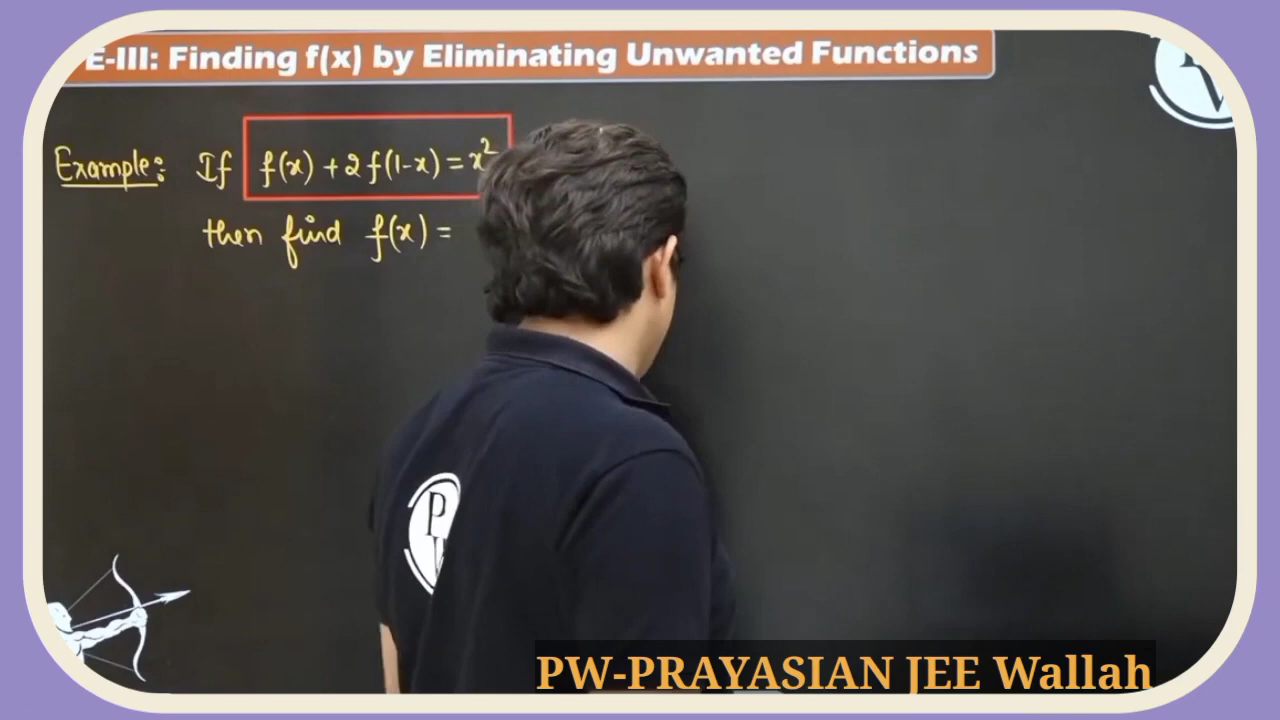 E-III: Finding f(x) by Eliminating Unwanted Functions
Example: If f(x) + 2f(1-x) = x²
then find f(x) =
P
PW-PRAYASIAN JEE Wallah